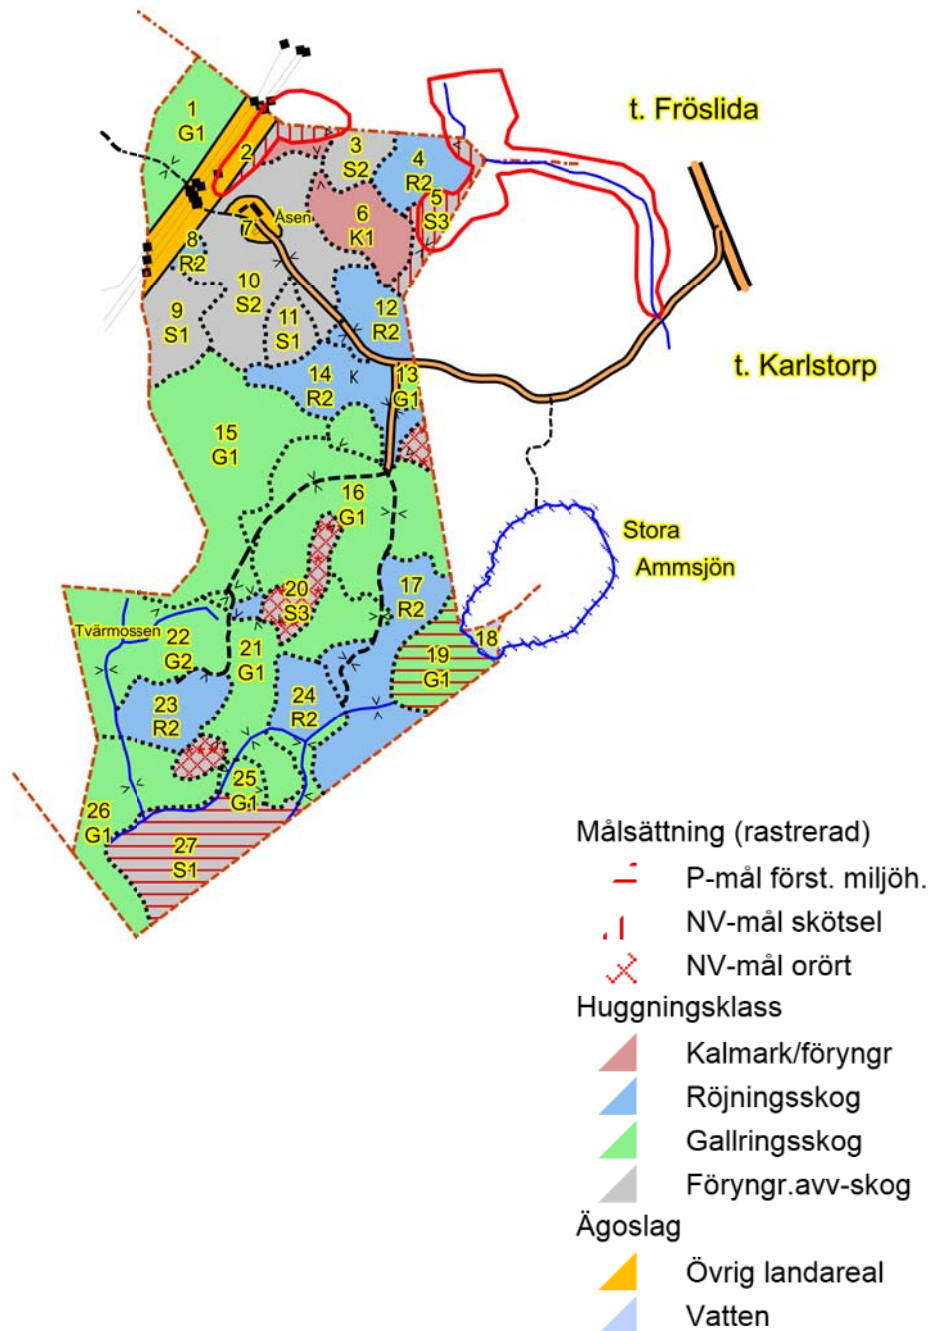 t. Fröslida
1
G1
2
3
S2
4
R2
5
S3
6
K1
7
Åsen
8
R2
9
S1
10
S2
11
S1
12
R2
t. Karlstorp
13
G1
14
R2
K
15
G1
16
G1
Stora
Ammsjön
17
R2
18
19
G1
20
S3
21
G1
Tvärmossen
22
G2
23
R2
24
R2
25
G1
26
G1
27
S1
Målsättning (rastrerad)
P-mål först. miljöh.
NV-mål skötsel
NV-mål orört
Huggningsklass
Kalmark/föryngr
Röjningsskog
Gallringsskog
Föryngr.avv-skog
Ägoslag
Övrig landareal
Vatten